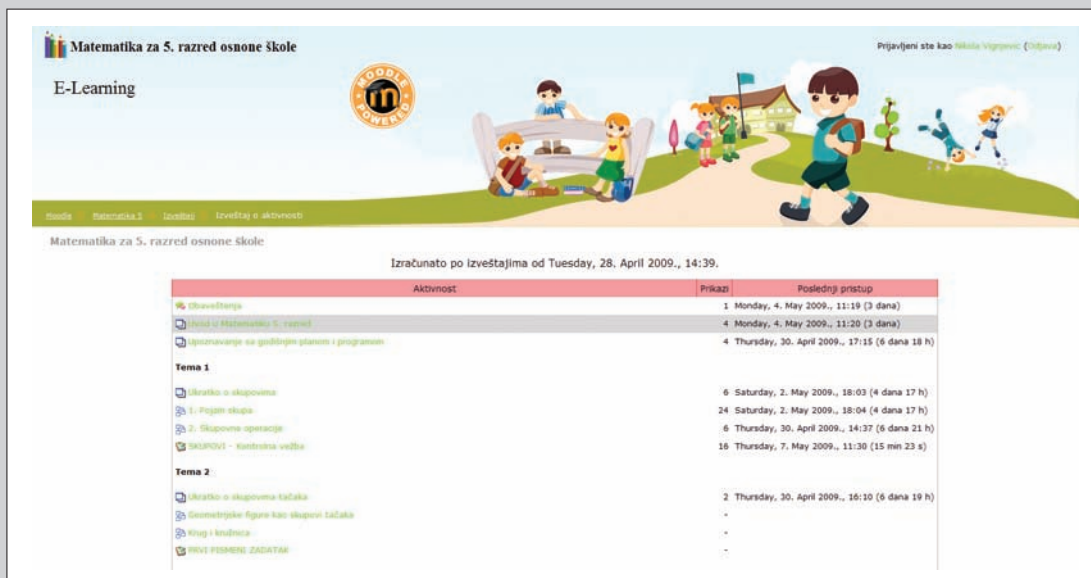 Matematika za 5. razred osnone škole
Prijavljeni ste kao Nikola Vignjevic (Odjava)
E-Learning
MOODLE
m
POWERED
Moodle Matematika 5 Izveštaji Izveštaj o aktivnosti
Matematika za 5. razred osnone škole
Izračunato po izveštajima od Tuesday, 28. April 2009., 14:39.
Aktivnost Prikazi Poslednji pristup
Obaveštenja 1 Monday, 4. May 2009., 11:19 (3 dana)
Uvod u Matematiku 5. razred 4 Monday, 4. May 2009., 11:20 (3 dana)
Upoznavanje sa godišnjim planom i programom 4 Thursday, 30. April 2009., 17:15 (6 dana 18 h)
Tema 1
Ukratko o skupovima 6 Saturday, 2. May 2009., 18:03 (4 dana 17 h)
1. Pojam skupa 24 Saturday, 2. May 2009., 18:04 (4 dana 17 h)
2. Skupovne operacije 6 Thursday, 30. April 2009., 14:37 (6 dana 21 h)
SKUPOVI - Kontrolna vežba 16 Thursday, 7. May 2009., 11:30 (15 min 23 s)
Tema 2
Ukratko o skupovima tačaka 2 Thursday, 30. April 2009., 16:10 (6 dana 19 h)
Geometrijske figure kao skupovi tačaka -
Krug i kružnica -
PRVI PISMENI ZADATAK -